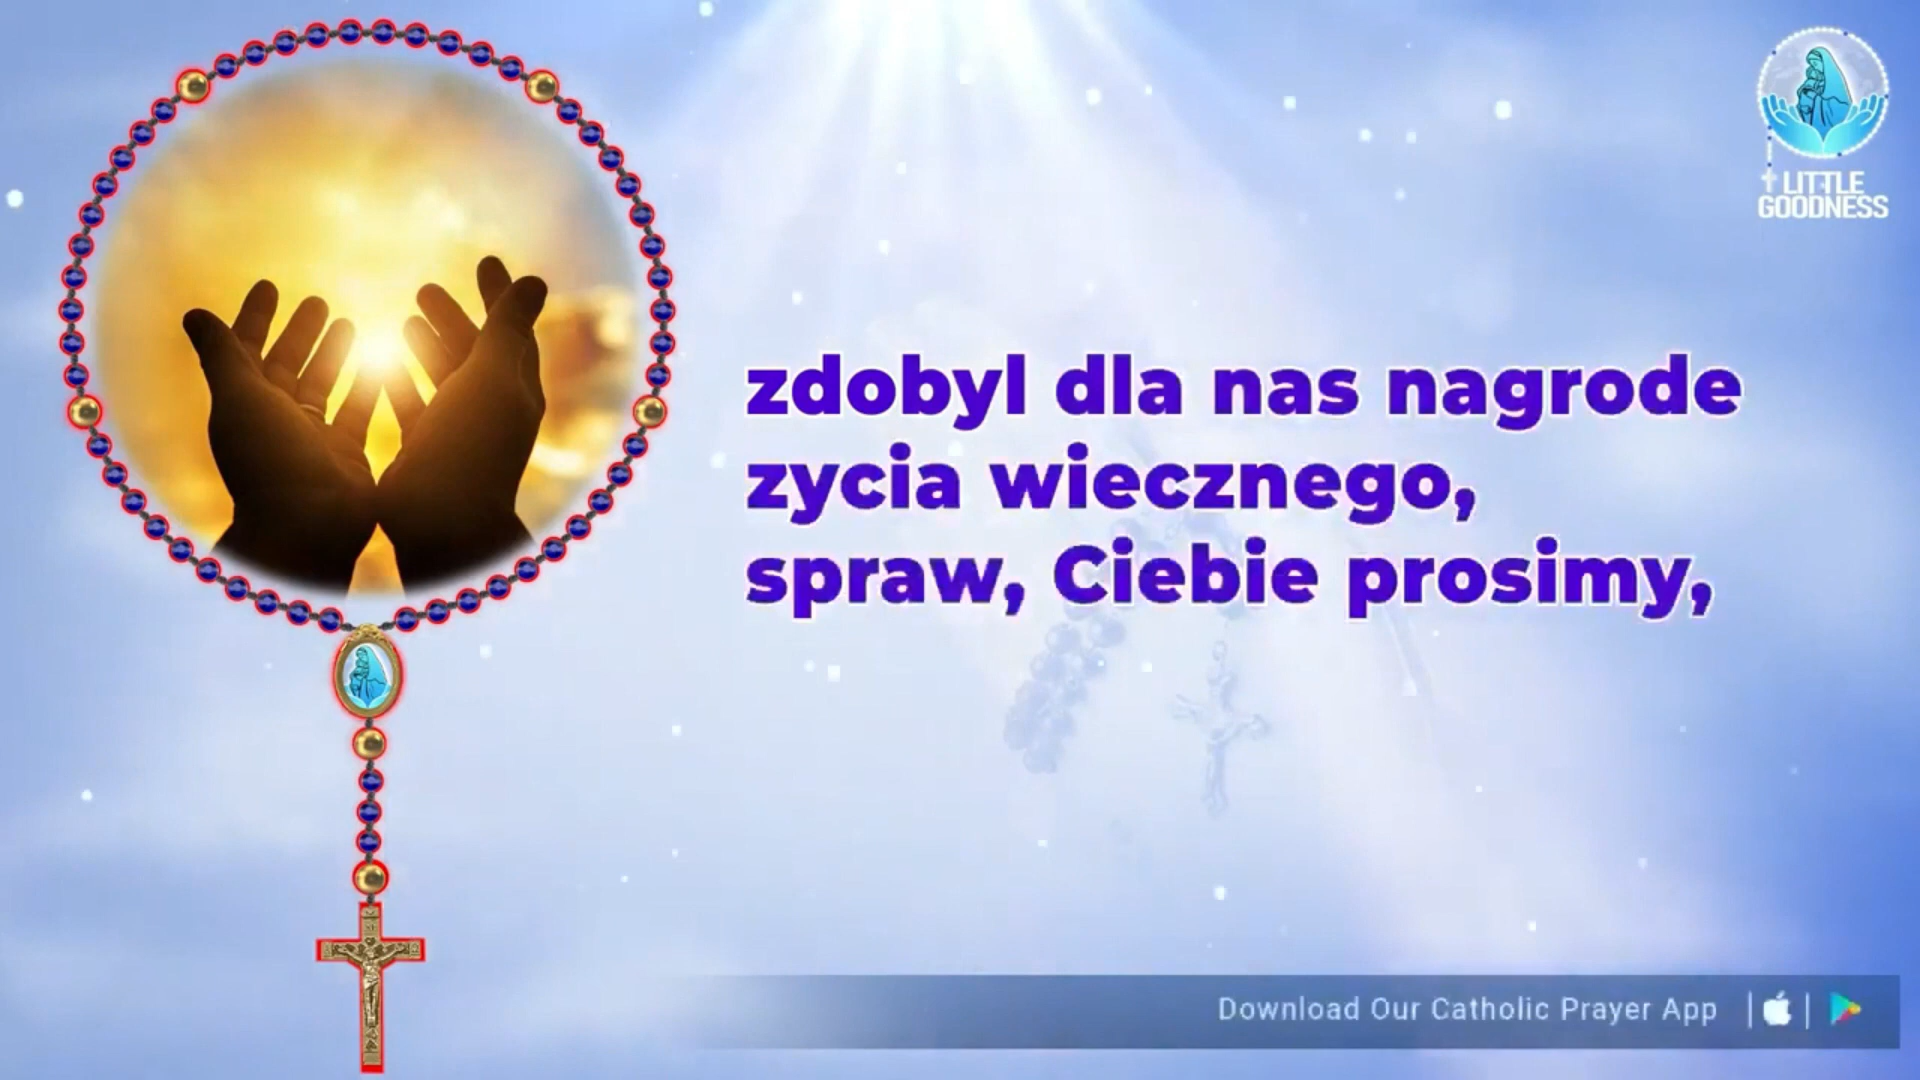 LITTLE
GOODNESS
zdobyl dla nas nagrode
zycia wiecznego,
spraw, Ciebie prosimy,
Download Our Catholic Prayer App